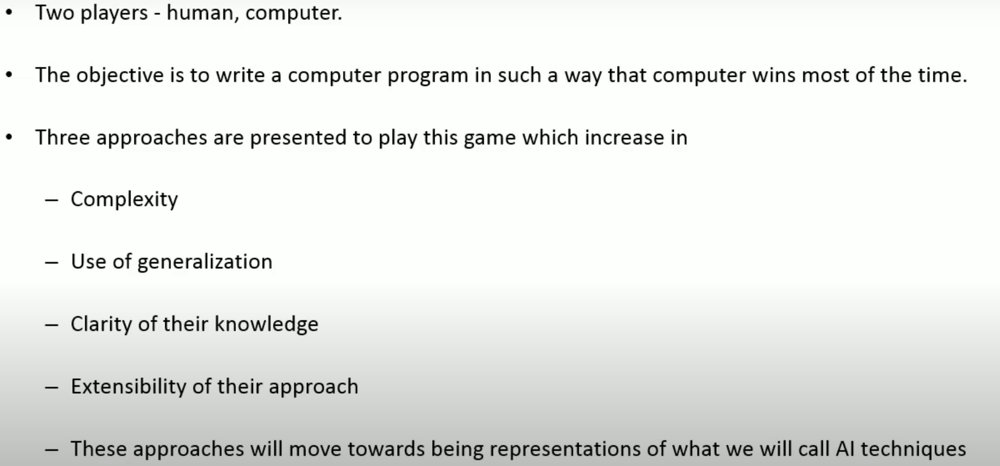 • Two players - human, computer.
• The objective is to write a computer program in such a way that computer wins most of the time.
• Three approaches are presented to play this game which increase in
– Complexity
– Use of generalization
– Clarity of their knowledge
– Extensibility of their approach
– These approaches will move towards being representations of what we will call AI techniques